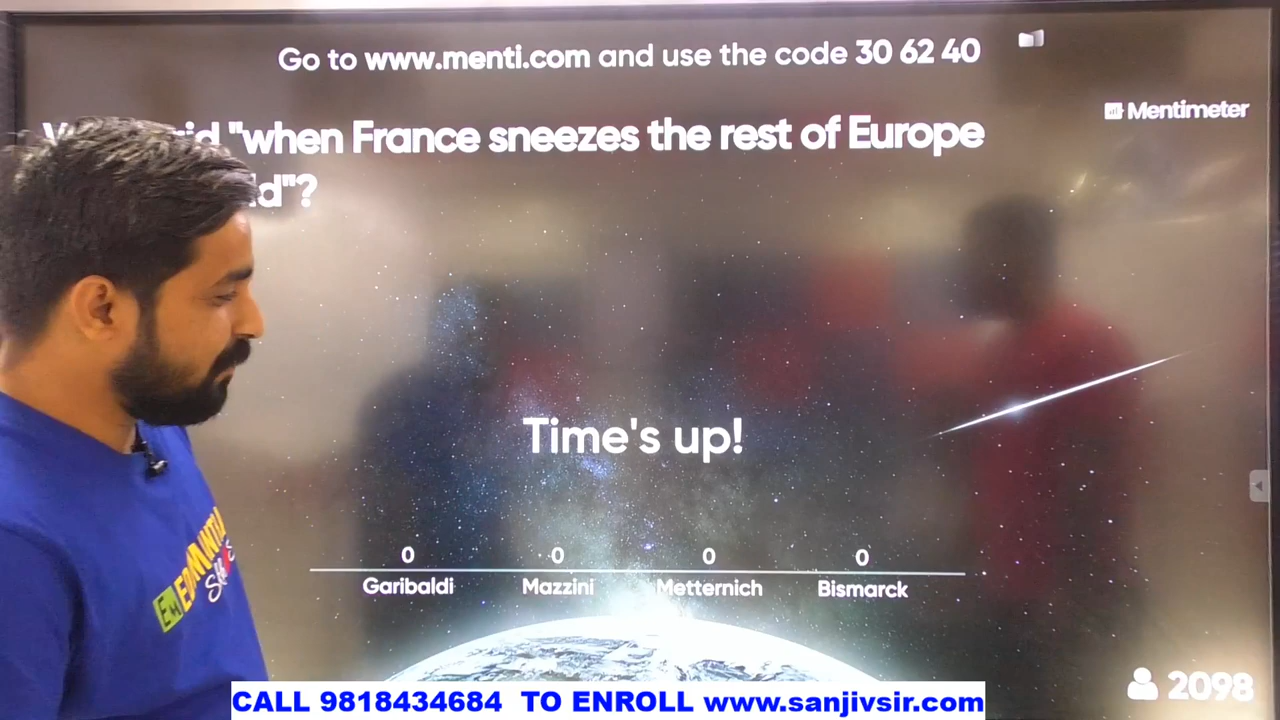 Go to www.menti.com and use the code 30 62 40
Mentimeter
"when France sneezes the rest of Europe
"?
Time's up!
0 0 0 0
Garibaldi Mazzini Metternich Bismarck
2098
CALL 9818434684 TO ENROLL www.sanjivsir.com